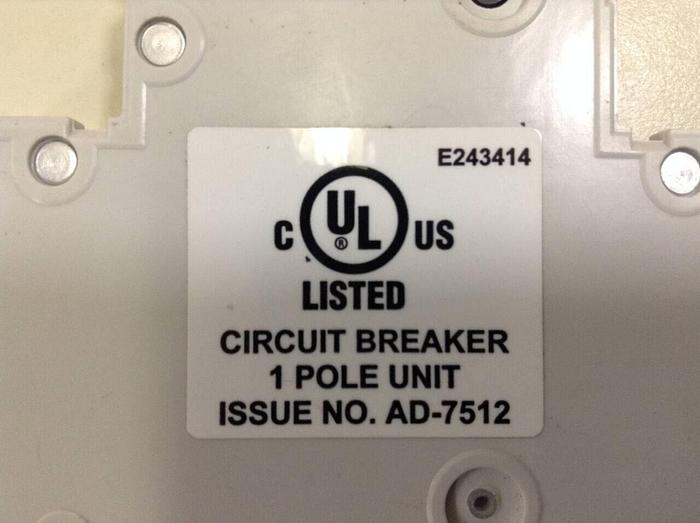 E243414
C UL® US
LISTED
CIRCUIT BREAKER
1 POLE UNIT
ISSUE NO. AD-7512